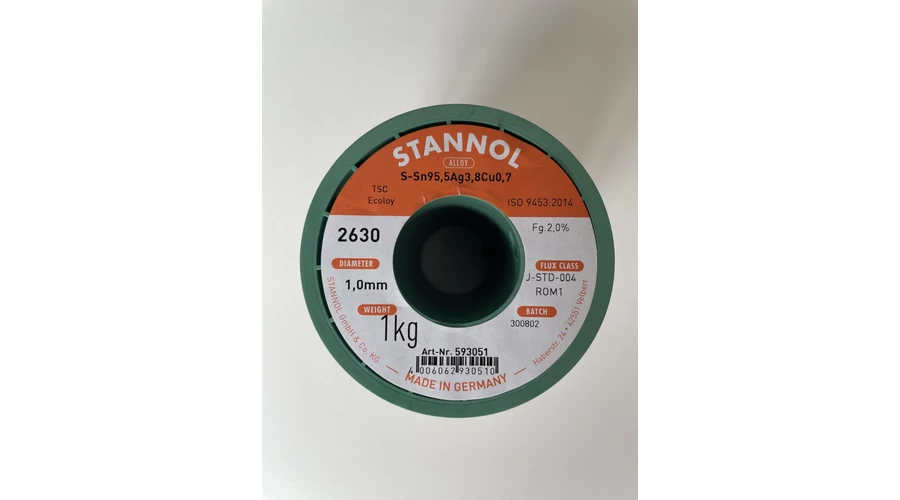 STANNOL
ALLOY
S-Sn95,5Ag3,8Cu0,7
TSC
Ecoloy
ISO 9453:2014
2630
Fg.2,0%
DIAMETER
1,0mm
FLUX CLASS
J-STD-004
ROM1
WEIGHT
1kg
BATCH
300802
Art-Nr. 593051
4 006062 930510
STANNOL GmbH & Co. KG
MADE IN GERMANY
Haberstr. 24 • 42551 Velbert